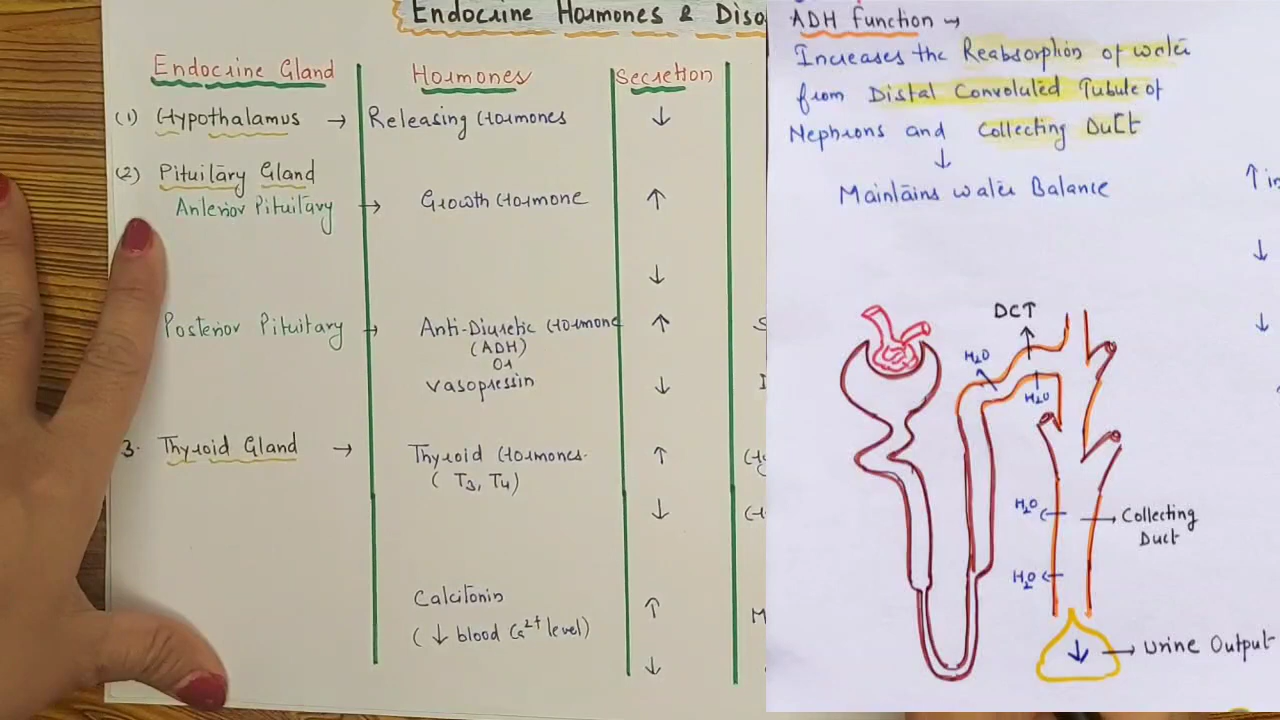 Endocrine Hormones & Diso
Endocrine Gland
Hormones
Secretion
(1) Hypothalamus → Releasing Hormones ↓
(2) Pituitary Gland
Anterior Pituitary → Growth Hormone ↑
↓
Posterior Pituitary → Anti-Diuretic Hormone ↑
(ADH)
Or
Vasopressin ↓
3. Thyroid Gland → Thyroid Hormones. ↑
(T3, T4)
↓
Calcitonin ↑
(↓ blood Ca2+ level)
↓
ADH Function →
Increases the Reabsorption of water
from Distal Convoluted Tubule of
Nephrons and Collecting Duct
↓
Maintains water Balance
↑ in
↓
↓
DCT
H2O
H2O
H2O
Collecting
Duct
H2O
↓ → Urine Output